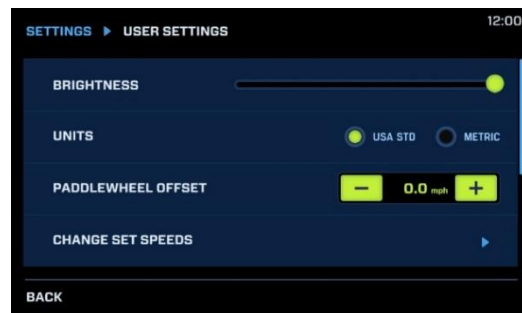 SETTINGS ▶ USER SETTINGS
12:00
BRIGHTNESS
UNITS
USA STD
METRIC
PADDLEWHEEL OFFSET
− 0.0 mph +
CHANGE SET SPEEDS
BACK